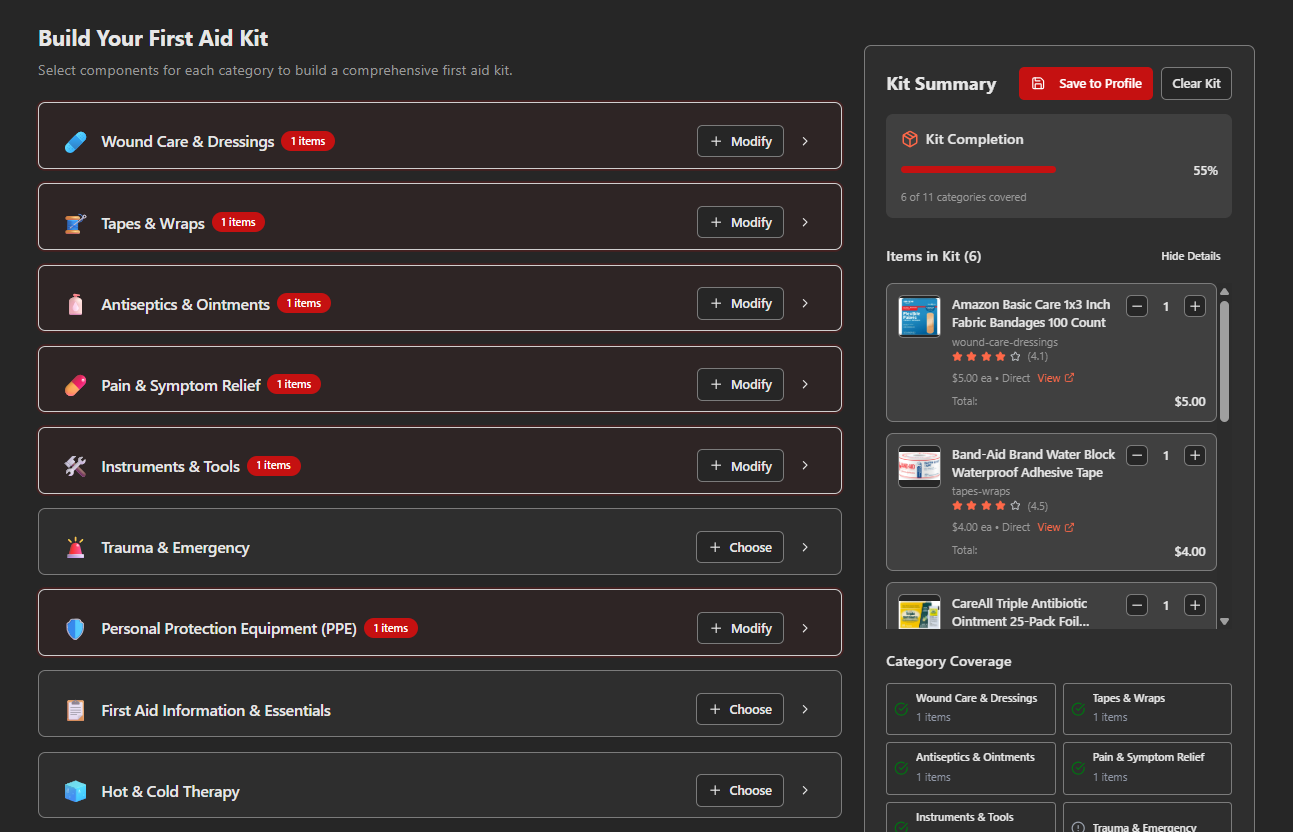 Build Your First Aid Kit
Select components for each category to build a comprehensive first aid kit.
Wound Care & Dressings 1 items
+ Modify
Tapes & Wraps 1 items
+ Modify
Antiseptics & Ointments 1 items
+ Modify
Pain & Symptom Relief 1 items
+ Modify
Instruments & Tools 1 items
+ Modify
Trauma & Emergency
+ Choose
Personal Protection Equipment (PPE) 1 items
+ Modify
First Aid Information & Essentials
+ Choose
Hot & Cold Therapy
+ Choose
Kit Summary
Save to Profile
Clear Kit
Kit Completion
55%
6 of 11 categories covered
Items in Kit (6)
Hide Details
Amazon Basic Care 1x3 Inch
Fabric Bandages 100 Count
− 1 +
wound-care-dressings
(4.1)
$5.00 ea • Direct View
Total:
$5.00
Band-Aid Brand Water Block
Waterproof Adhesive Tape
− 1 +
tapes-wraps
(4.5)
$4.00 ea • Direct View
Total:
$4.00
CareAll Triple Antibiotic
Ointment 25-Pack Foil...
− 1 +
Category Coverage
Wound Care & Dressings
1 items
Tapes & Wraps
1 items
Antiseptics & Ointments
1 items
Pain & Symptom Relief
1 items
Instruments & Tools
Trauma & Emergency